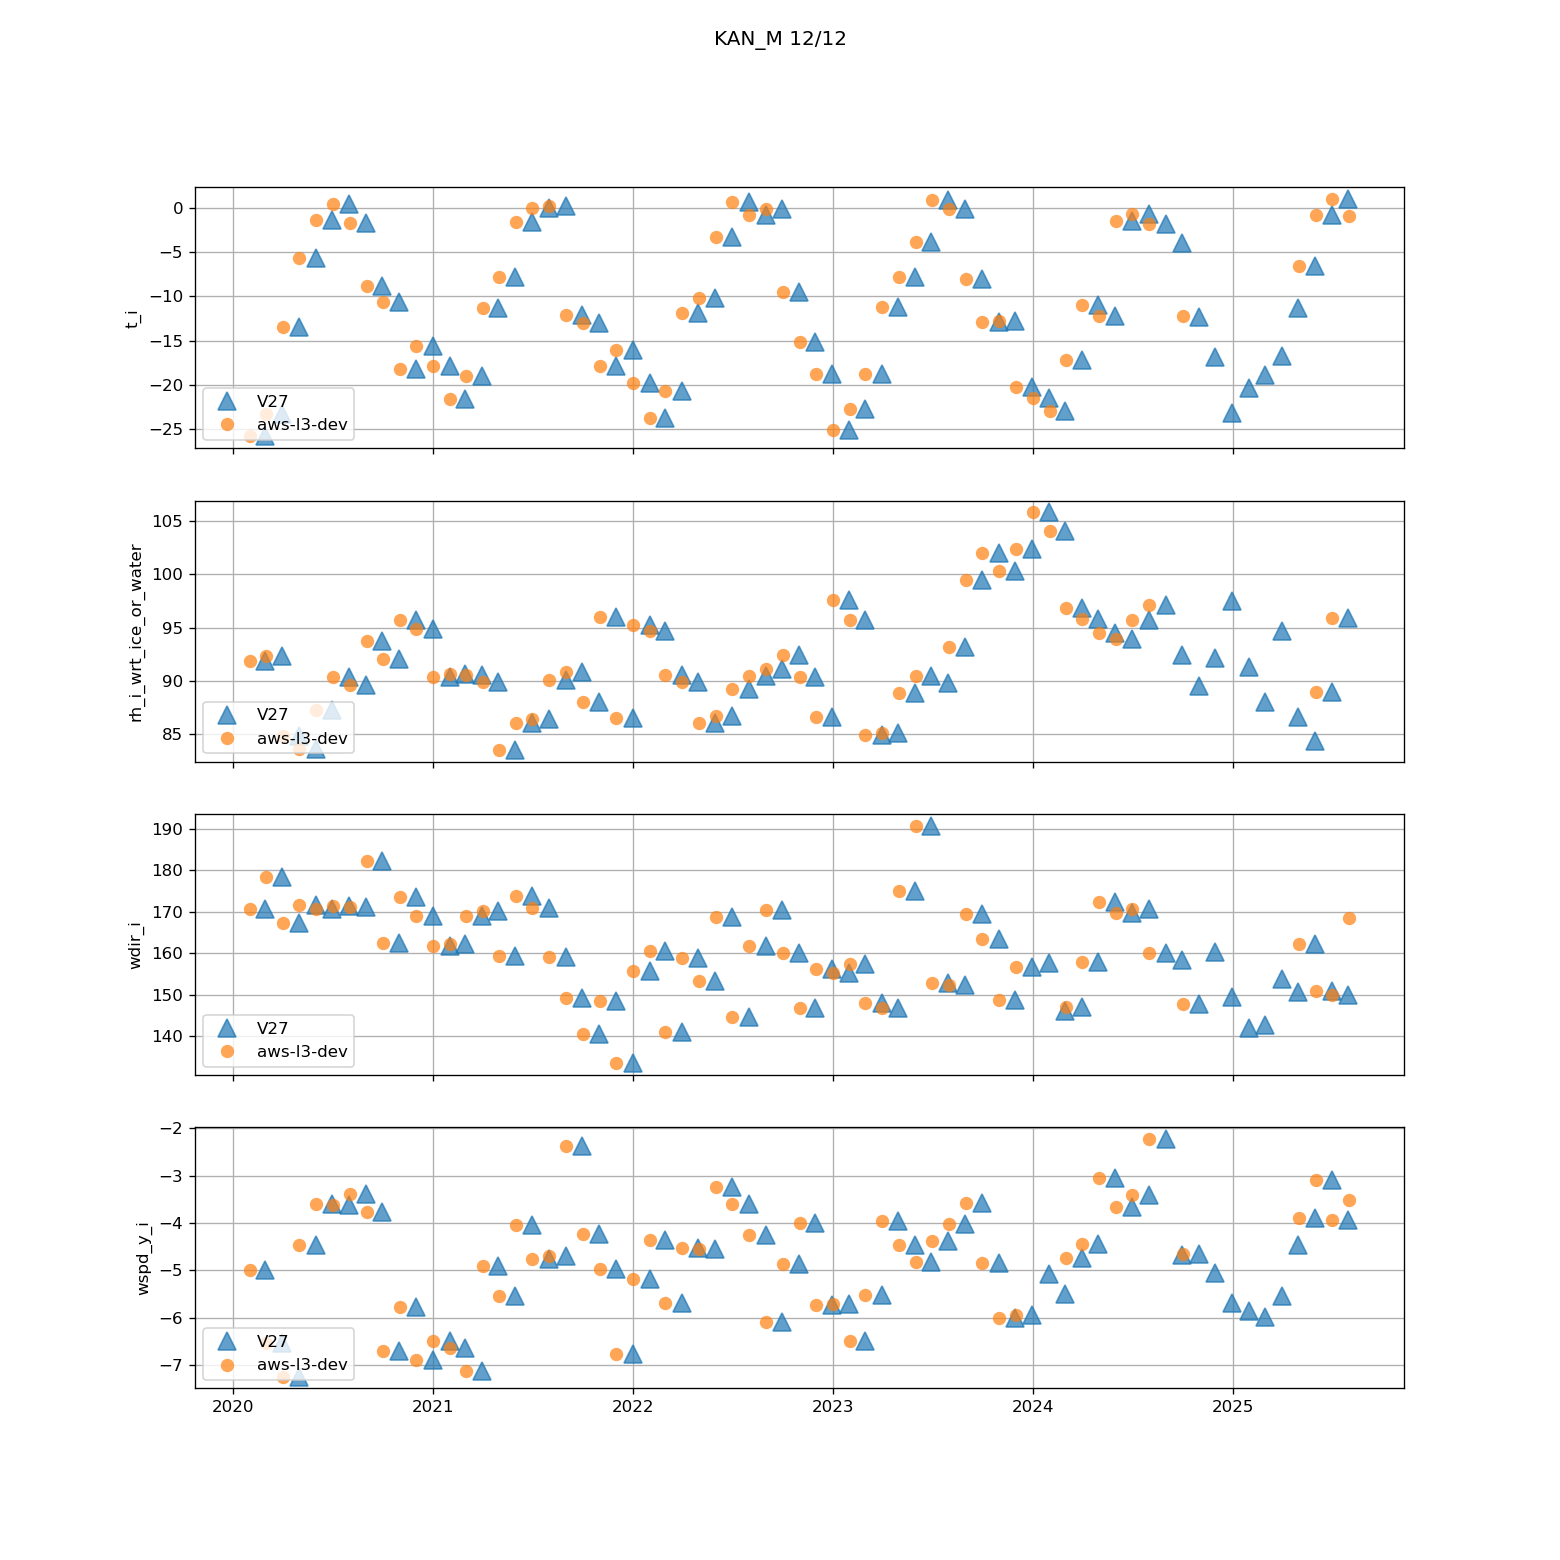 KAN_M 12/12
0
−5
−10
−15
−20
−25
t_i
V27
aws-l3-dev
105
100
95
90
85
rh_i_wrt_ice_or_water
V27
aws-l3-dev
190
180
170
160
150
140
wdir_i
V27
aws-l3-dev
−2
−3
−4
−5
−6
−7
wspd_y_i
V27
aws-l3-dev
2020 2021 2022 2023 2024 2025